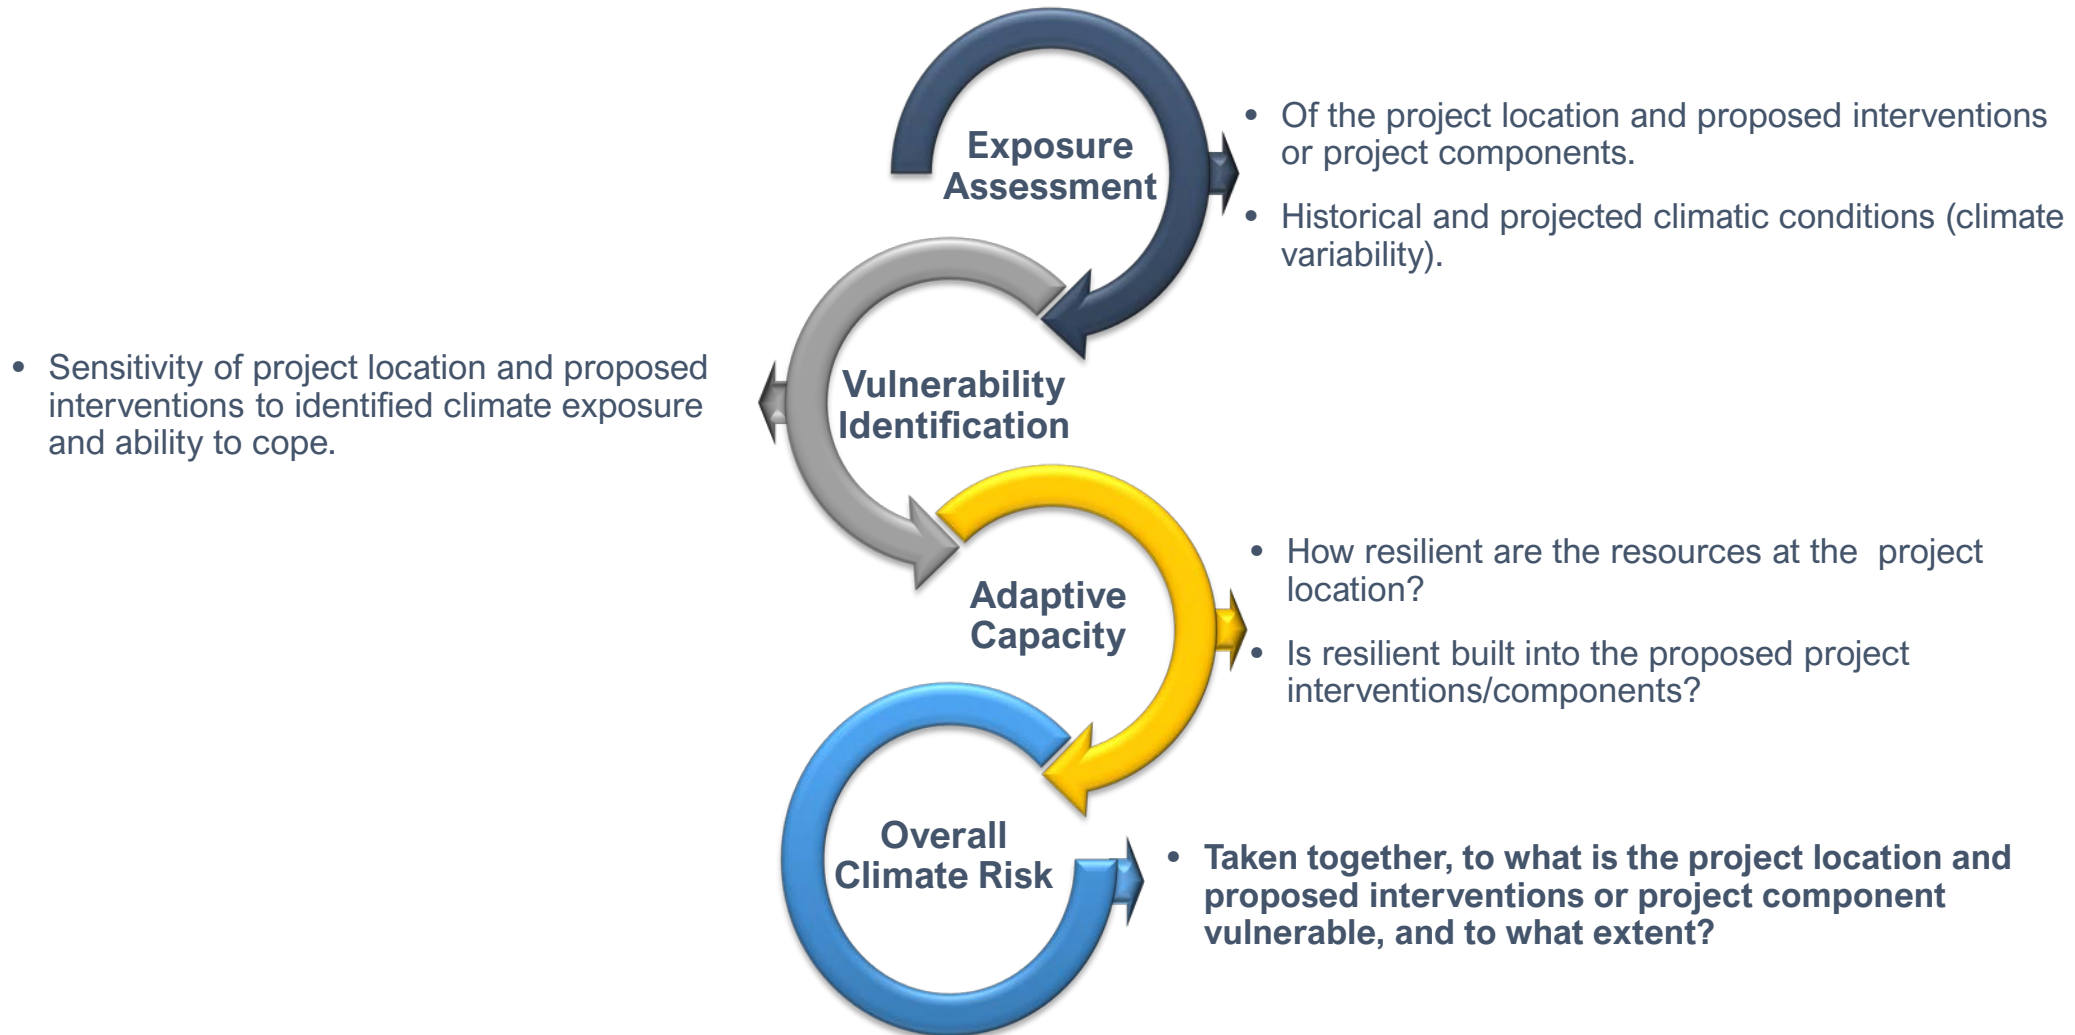 Exposure
Assessment
• Of the project location and proposed interventions
or project components.
• Historical and projected climatic conditions (climate
variability).
Vulnerability
Identification
• Sensitivity of project location and proposed
interventions to identified climate exposure
and ability to cope.
Adaptive
Capacity
• How resilient are the resources at the  project
location?
• Is resilient built into the proposed project
interventions/components?
Overall
Climate Risk
• Taken together, to what is the project location and
proposed interventions or project component
vulnerable, and to what extent?